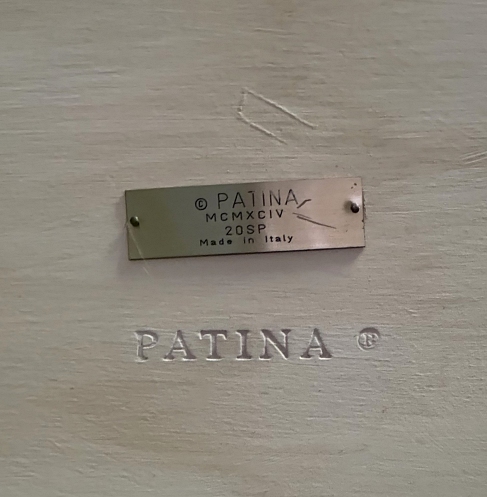 © PATINA
MCMXCIV
20SP
Made in Italy
PATINA ®